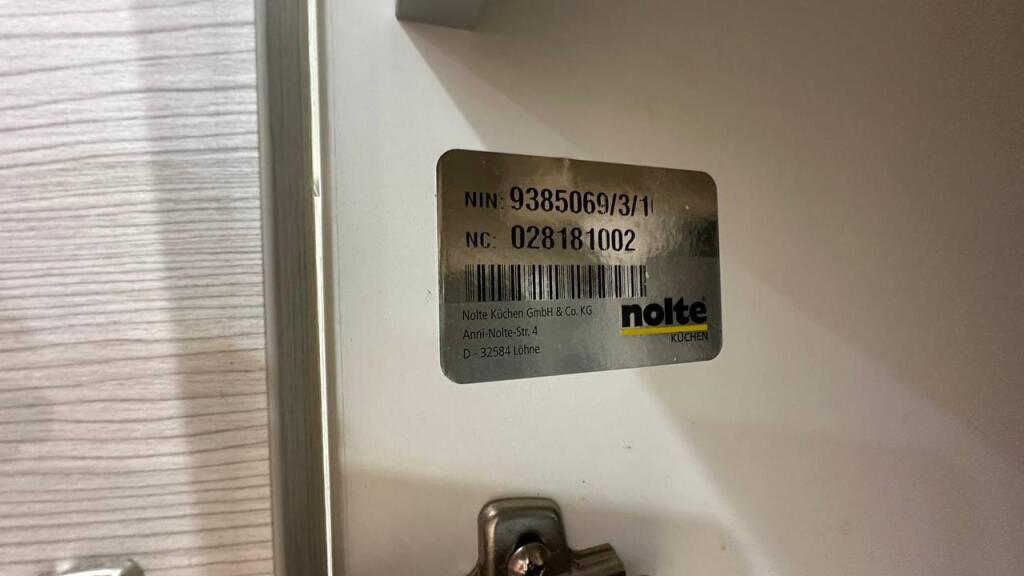 NIN: 9385069/3/1
NC: 028181002
Nolte Küchen GmbH & Co. KG
Anni-Nolte-Str. 4
D - 32584 Löhne
nolte®
KÜCHEN